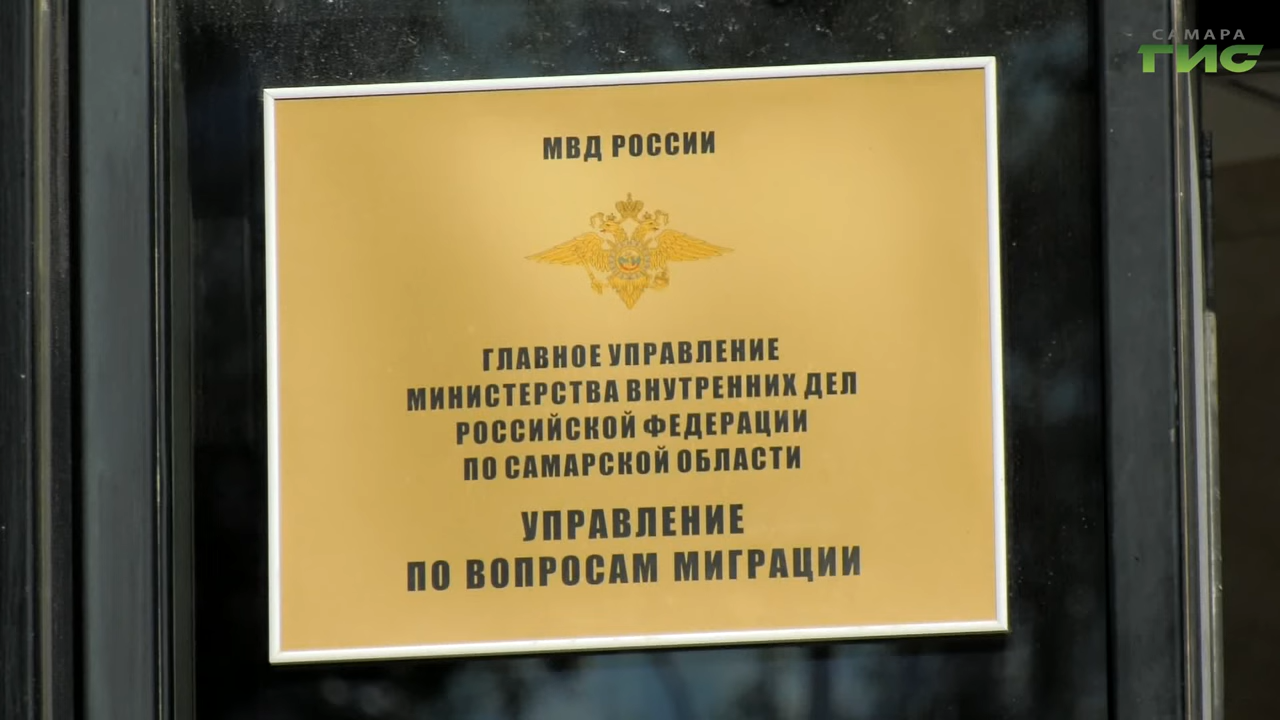 САМАРА
ГИС
МВД РОССИИ
ГЛАВНОЕ УПРАВЛЕНИЕ
МИНИСТЕРСТВА ВНУТРЕННИХ ДЕЛ
РОССИЙСКОЙ ФЕДЕРАЦИИ
ПО САМАРСКОЙ ОБЛАСТИ
УПРАВЛЕНИЕ
ПО ВОПРОСАМ МИГРАЦИИ